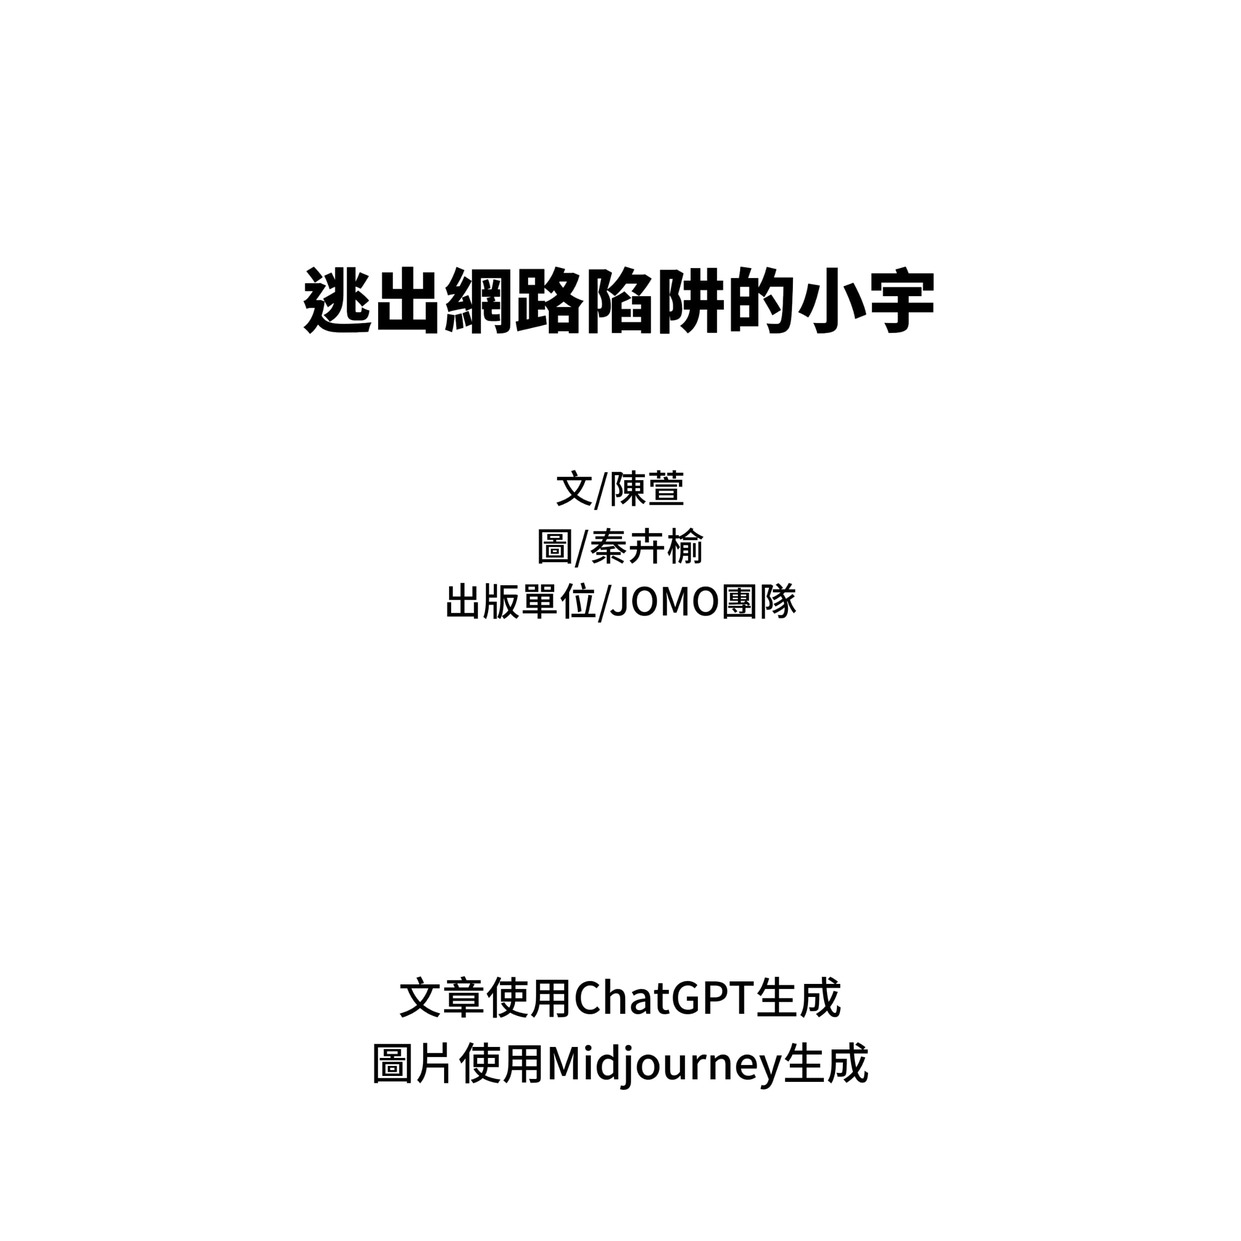 逃出網路陷阱的小宇
文/陳萱
圖/秦卉榆
出版單位/JOMO團隊
文章使用ChatGPT生成
圖片使用Midjourney生成